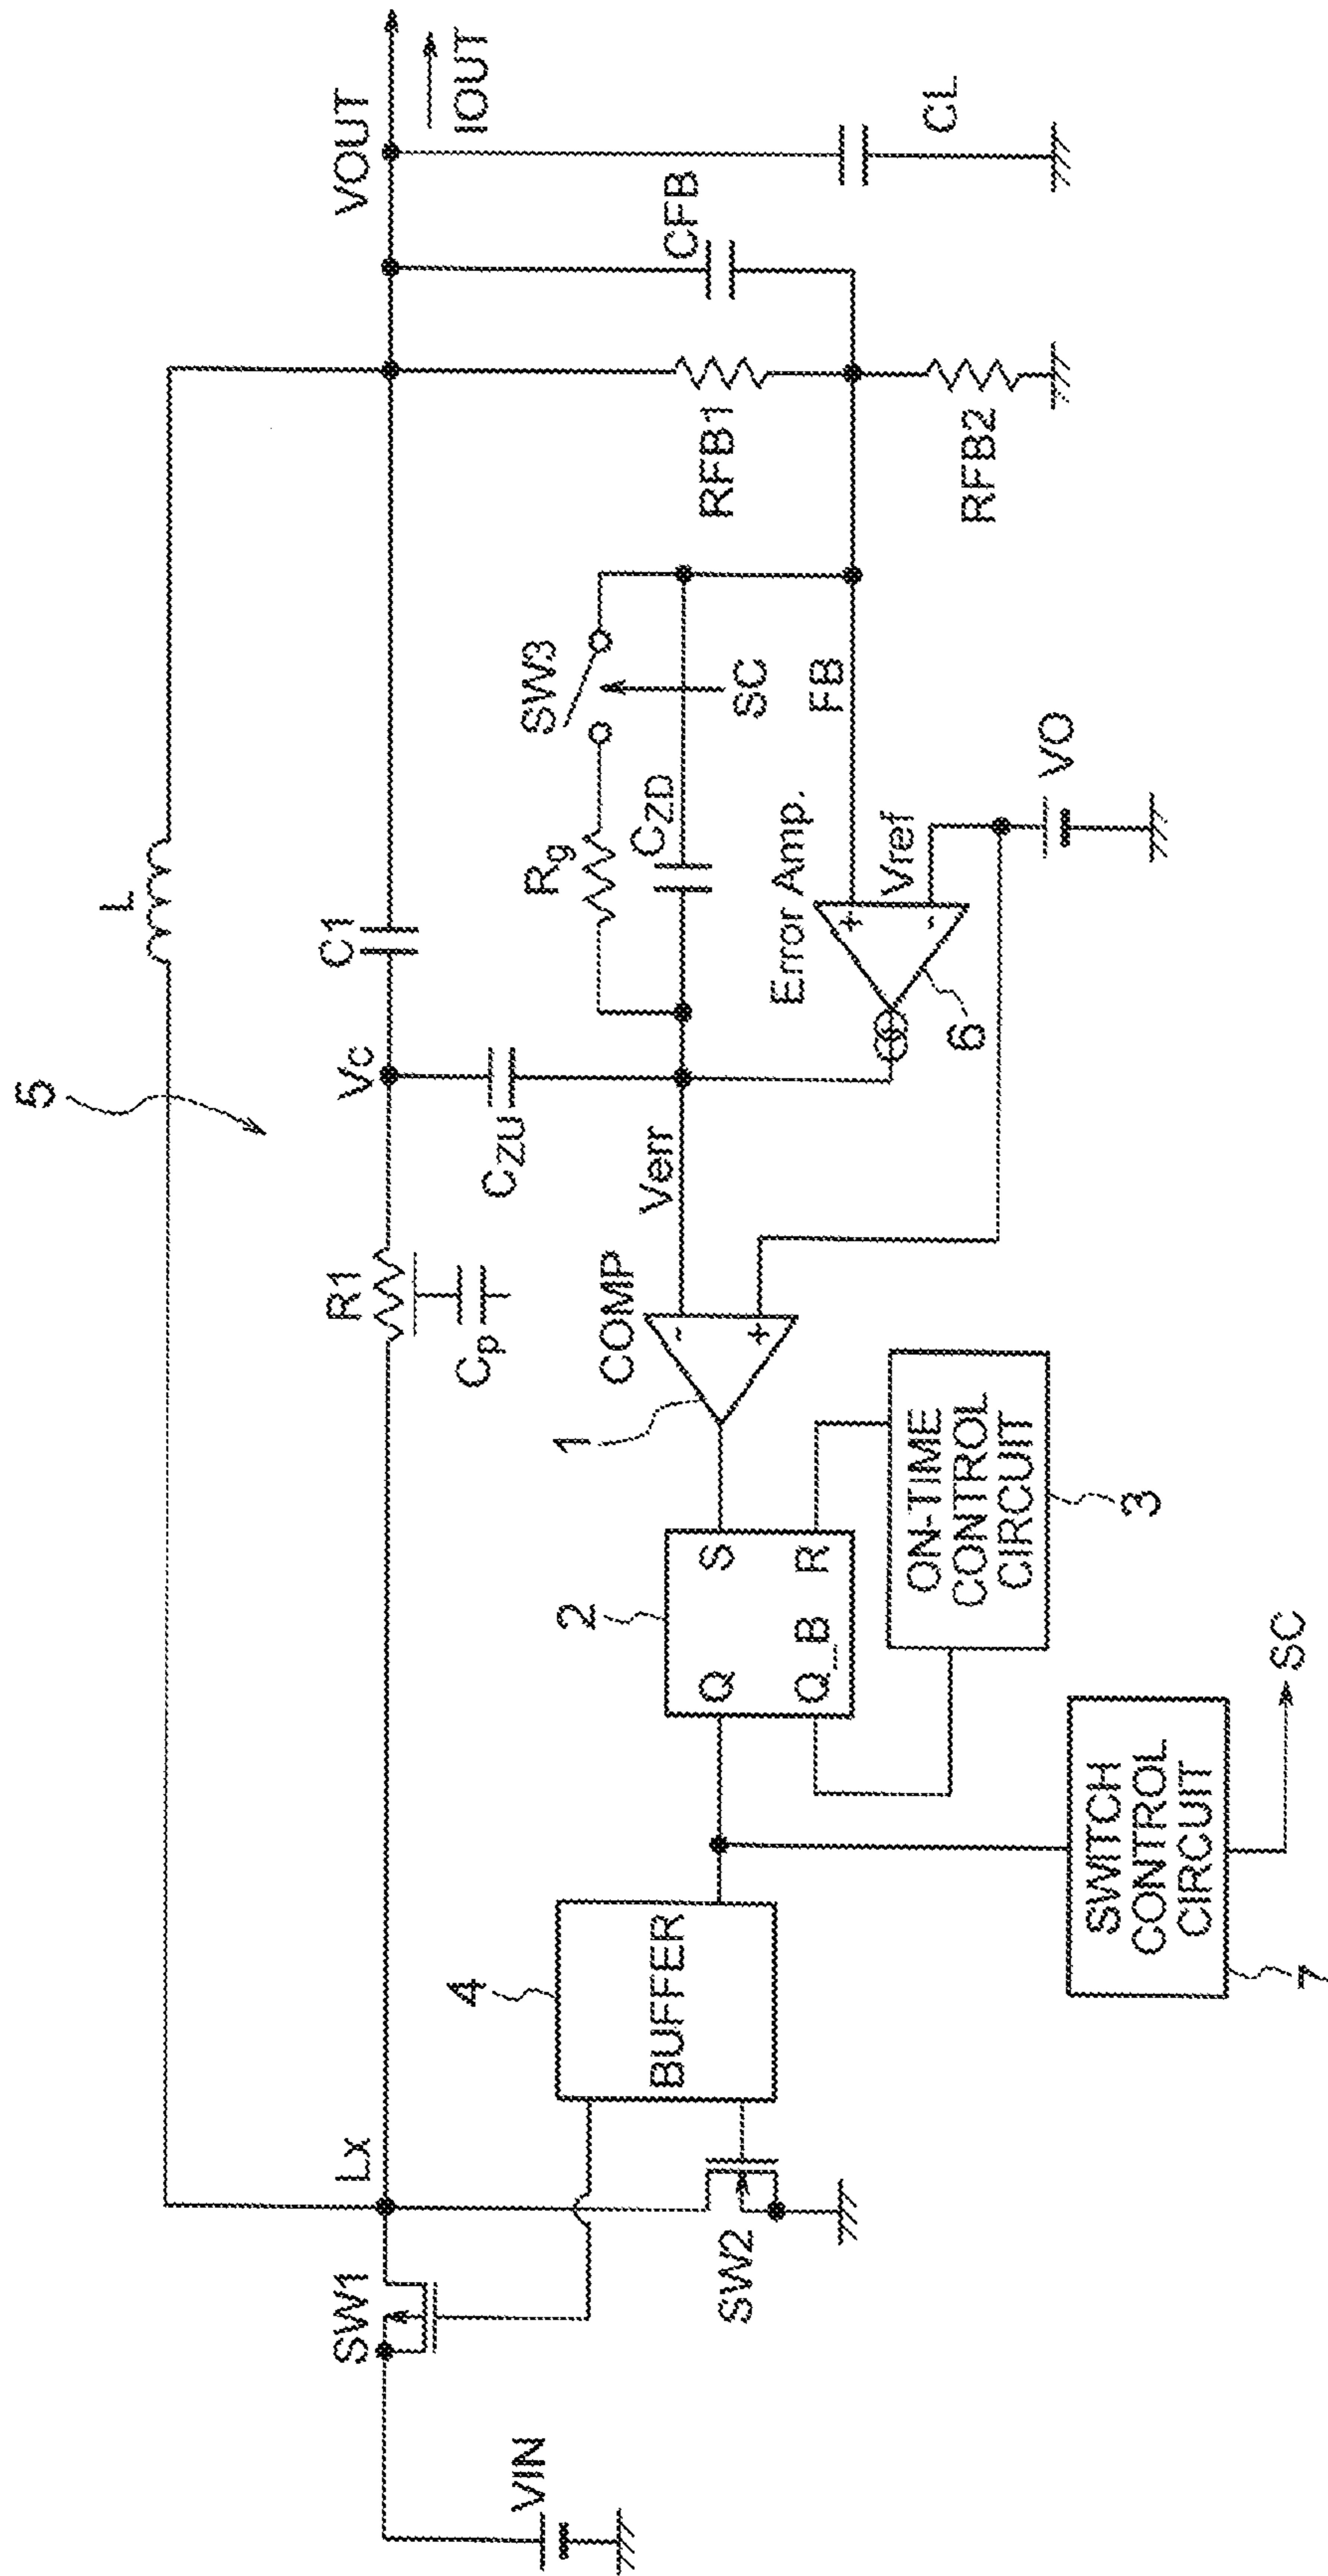 5
L
VOUT
IOUT
Lx
R1
Vc
C1
SW1
Cp
CZU
SW3
Rg
CZD
SC
CFB
CL
RFB1
RFB2
VIN
SW2
4
BUFFER
2
Q
S
Q_B
R
1
COMP
Verr
Error Amp.
+
-
-
+
FB
Vref
6
VO
ON-TIME
CONTROL
CIRCUIT
3
SWITCH
CONTROL
CIRCUIT
7
SC